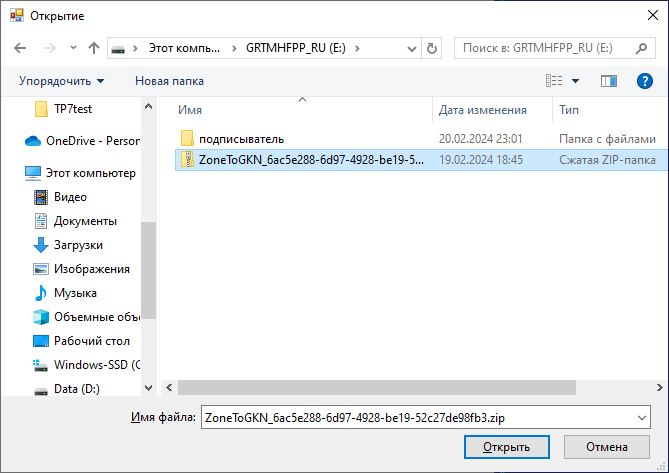 Открытие
Этот компь... › GRTMHFPP_RU (E:) ›
Поиск в: GRTMHFPP_RU (E:)
Упорядочить
Новая папка
TP7test
OneDrive - Person
Этот компьютер
Видео
Документы
Загрузки
Изображения
Музыка
Объемные объе
Рабочий стол
Windows-SSD (C
Data (D:)
Имя
Дата изменения
Тип
подписыватель
20.02.2024 23:01
Папка с файлами
ZoneToGKN_6ac5e288-6d97-4928-be19-5...
19.02.2024 18:45
Сжатая ZIP-папка
Имя файла:
ZoneToGKN_6ac5e288-6d97-4928-be19-52c27de98fb3.zip
Открыть
Отмена